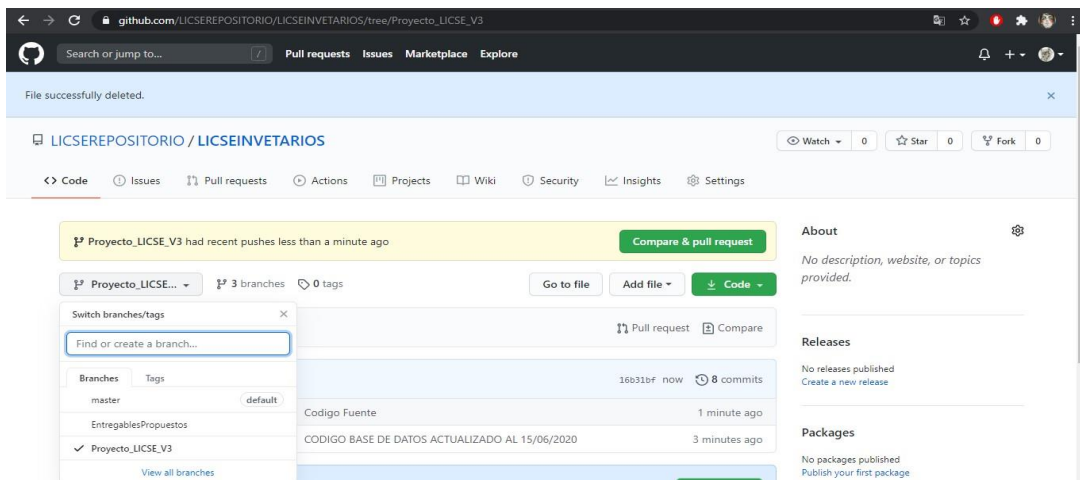 github.com/LICSEREPOSITORIO/LICSEINVETARIOS/tree/Proyecto_LICSE_V3
Search or jump to... / Pull requests Issues Marketplace Explore
File successfully deleted.
LICSEREPOSITORIO / LICSEINVETARIOS
Watch 0 Star 0 Fork 0
Code Issues Pull requests Actions Projects Wiki Security Insights Settings
Proyecto_LICSE_V3 had recent pushes less than a minute ago
Compare & pull request
Proyecto_LICSE... 3 branches 0 tags Go to file Add file Code
Switch branches/tags
Find or create a branch...
Branches Tags
master default
EntregablesPropuestos
Proyecto_LICSE_V3
View all branches
Pull request Compare
16b31bf now 8 commits
Codigo Fuente 1 minute ago
CODIGO BASE DE DATOS ACTUALIZADO AL 15/06/2020 3 minutes ago
About
No description, website, or topics
provided.
Releases
No releases published
Create a new release
Packages
No packages published
Publish your first package